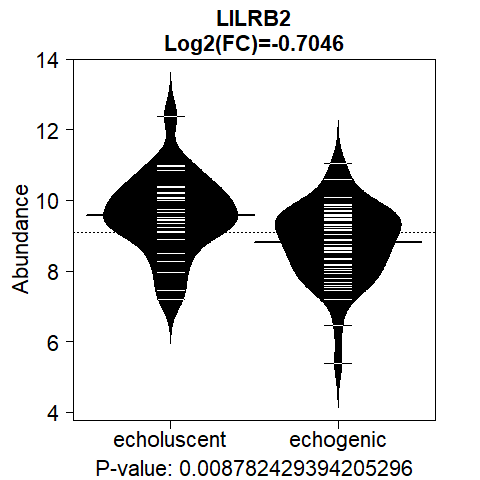 LILRB2
Log2(FC)=-0.7046
14
12
10
8
6
4
Abundance
echoluscent echogenic
P-value: 0.008782429394205296